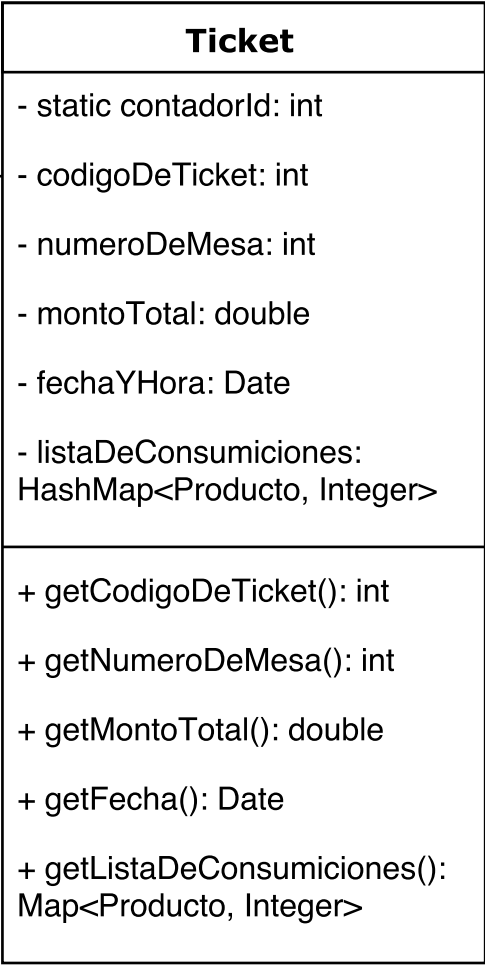 Ticket
- static contadorId: int
- codigoDeTicket: int
- numeroDeMesa: int
- montoTotal: double
- fechaYHora: Date
- listaDeConsumiciones:
HashMap<Producto, Integer>
+ getCodigoDeTicket(): int
+ getNumeroDeMesa(): int
+ getMontoTotal(): double
+ getFecha(): Date
+ getListaDeConsumiciones():
Map<Producto, Integer>